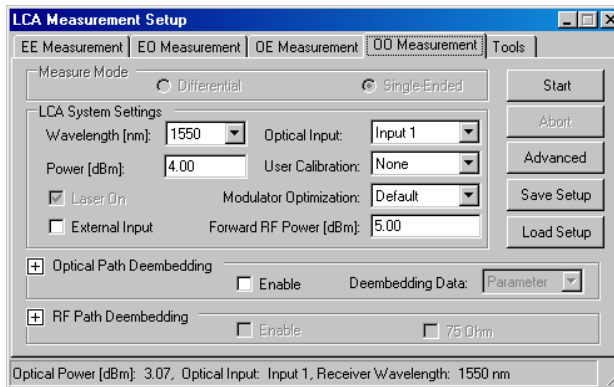 LCA Measurement Setup
EE Measurement EO Measurement OE Measurement OO Measurement Tools
Measure Mode
Differential Single-Ended
Start
LCA System Settings
Abort
Wavelength [nm]: 1550 Optical Input: Input 1
Power [dBm]: 4.00 User Calibration: None
Advanced
Laser On Modulator Optimization: Default
Save Setup
External Input Forward RF Power [dBm]: 5.00
Load Setup
Optical Path Deembedding
Enable Deembedding Data: Parameter
RF Path Deembedding
Enable 75 Ohm
Optical Power [dBm]: 3.07, Optical Input: Input 1, Receiver Wavelength: 1550 nm